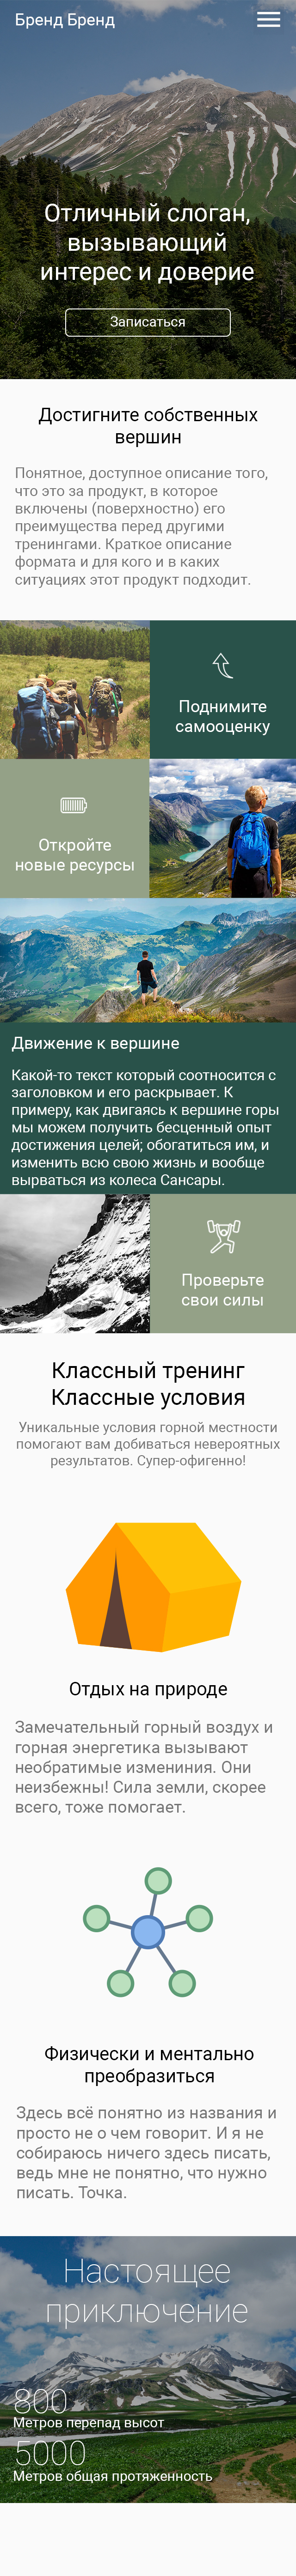 Бренд Бренд
Отличный слоган,
вызывающий
интерес и доверие
Записаться
Достигните собственных
вершин
Понятное, доступное описание того,
что это за продукт, в которое
включены (поверхностно) его
преимущества перед другими
тренингами. Краткое описание
формата и для кого и в каких
ситуациях этот продукт подходит.
Поднимите
самооценку
Откройте
новые ресурсы
Движение к вершине
Какой-то текст который соотносится с
заголовком и его раскрывает. К
примеру, как двигаясь к вершине горы
мы можем получить бесценный опыт
достижения целей; обогатиться им, и
изменить всю свою жизнь и вообще
вырваться из колеса Сансары.
Проверьте
свои силы
Классный тренинг
Классные условия
Уникальные условия горной местности
помогают вам добиваться невероятных
результатов. Супер-офигенно!
Отдых на природе
Замечательный горный воздух и
горная энергетика вызывают
необратимые измениния. Они
неизбежны! Сила земли, скорее
всего, тоже помогает.
Физически и ментально
преобразиться
Здесь всё понятно из названия и
просто не о чем говорит. И я не
собираюсь ничего здесь писать,
ведь мне не понятно, что нужно
писать. Точка.
Настоящее
приключение
800
Метров перепад высот
5000
Метров общая протяженность